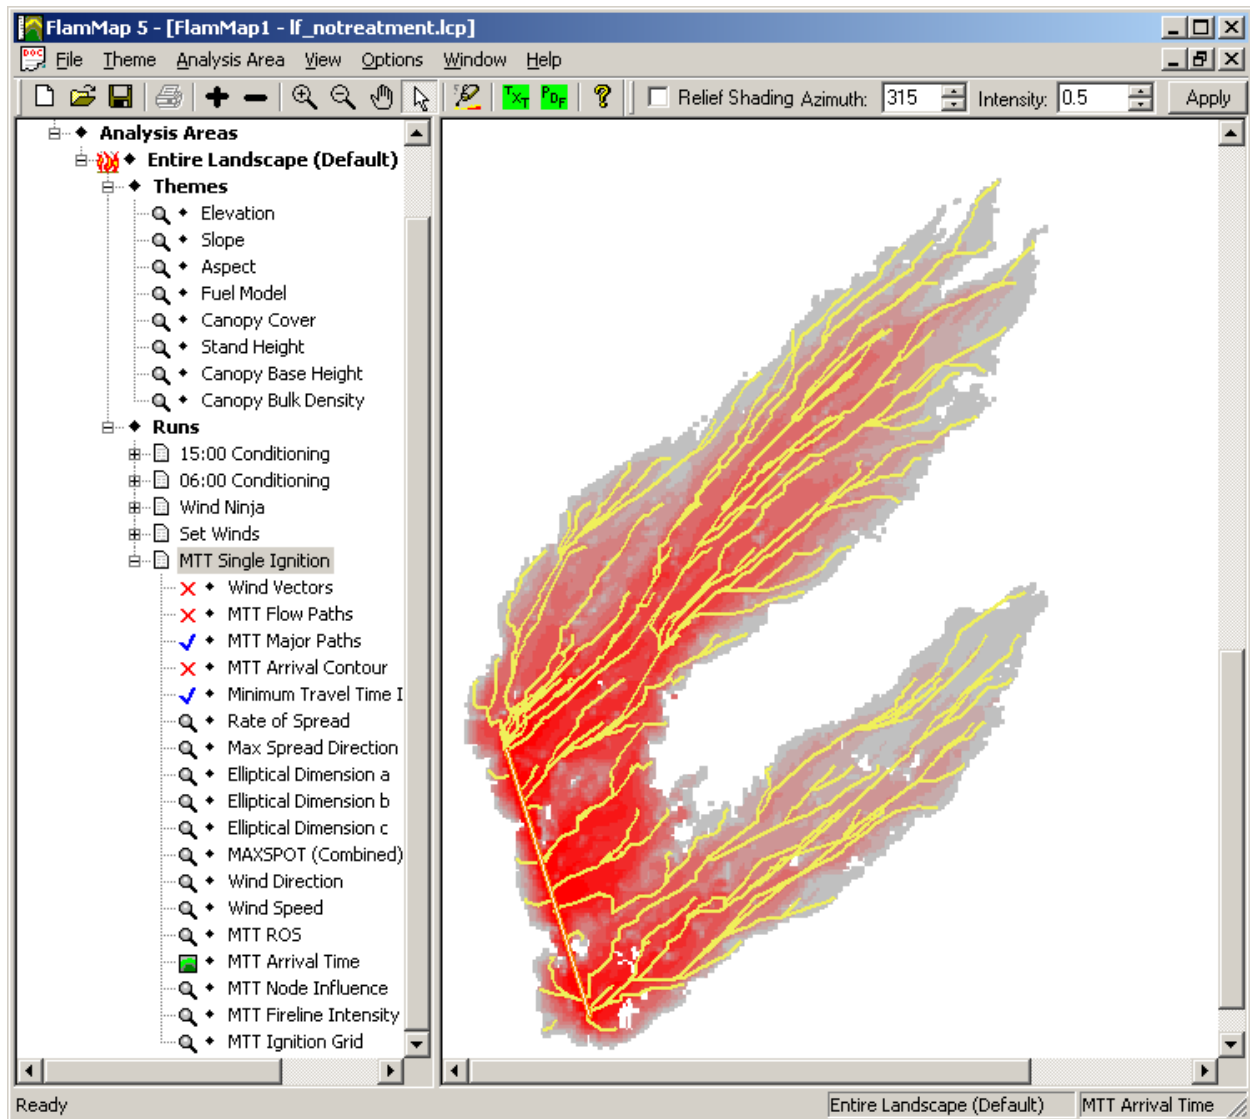 FlamMap 5 - [FlamMap1 - lf_notreatment.lcp]
File Theme Analysis Area View Options Window Help
TXT PDF ? Relief Shading Azimuth: 315 Intensity: 0.5 Apply
Analysis Areas
Entire Landscape (Default)
Themes
Elevation
Slope
Aspect
Fuel Model
Canopy Cover
Stand Height
Canopy Base Height
Canopy Bulk Density
Runs
15:00 Conditioning
06:00 Conditioning
Wind Ninja
Set Winds
MTT Single Ignition
Wind Vectors
MTT Flow Paths
MTT Major Paths
MTT Arrival Contour
Minimum Travel Time I
Rate of Spread
Max Spread Direction
Elliptical Dimension a
Elliptical Dimension b
Elliptical Dimension c
MAXSPOT (Combined)
Wind Direction
Wind Speed
MTT ROS
MTT Arrival Time
MTT Node Influence
MTT Fireline Intensity
MTT Ignition Grid
Ready Entire Landscape (Default) MTT Arrival Time